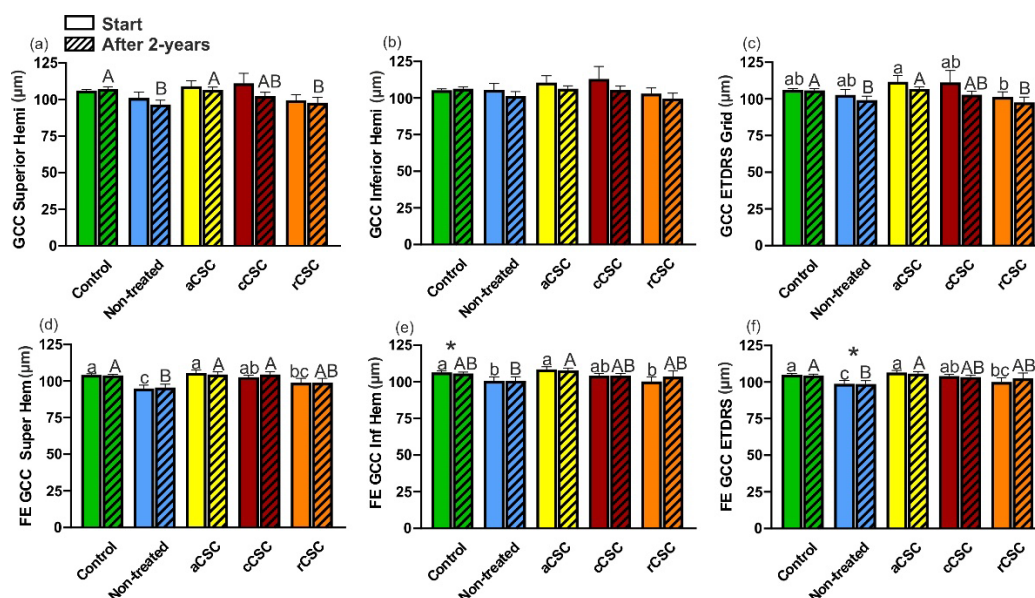 Start
After 2-years
(a)
GCC Superior Hemi (µm)
125
100
75
50
25
0
A
B
A
AB
B
Control
Non-treated
aCSC
cCSC
rCSC
(b)
GCC Inferior Hemi (µm)
125
100
75
50
25
0
Control
Non-treated
aCSC
cCSC
rCSC
(c)
GCC ETDRS Grid (µm)
125
100
75
50
25
0
ab A
ab B
a A
ab AB
b B
Control
Non-treated
aCSC
cCSC
rCSC
(d)
FE GCC Super Hem (µm)
125
100
75
50
25
0
a A
c B
a A
ab A
bc AB
Control
Non-treated
aCSC
cCSC
rCSC
(e)
FE GCC Inf Hem (µm)
125
100
75
50
25
0
*
a AB
b B
a A
ab AB
b AB
Control
Non-treated
aCSC
cCSC
rCSC
(f)
FE GCC ETDRS (µm)
125
100
75
50
25
0
a A
*
c B
a A
ab AB
bc AB
Control
Non-treated
aCSC
cCSC
rCSC